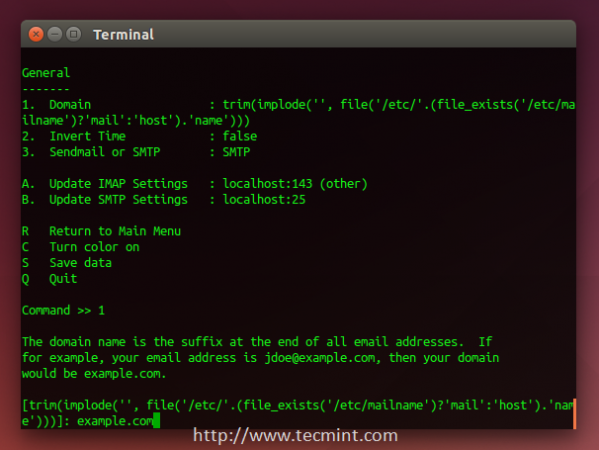 Terminal
General
-------
1.  Domain                 : trim(implode('', file('/etc/'.(file_exists('/etc/ma
ilname')?'mail':'host').'name')))
2.  Invert Time            : false
3.  Sendmail or SMTP       : SMTP
A.  Update IMAP Settings   : localhost:143 (other)
B.  Update SMTP Settings   : localhost:25
R   Return to Main Menu
C   Turn color on
S   Save data
Q   Quit
Command >> 1
The domain name is the suffix at the end of all email addresses.  If
for example, your email address is jdoe@example.com, then your domain
would be example.com.
[trim(implode('', file('/etc/'.(file_exists('/etc/mailname')?'mail':'host').'nam
e')))]: example.com
http://www.tecmint.com